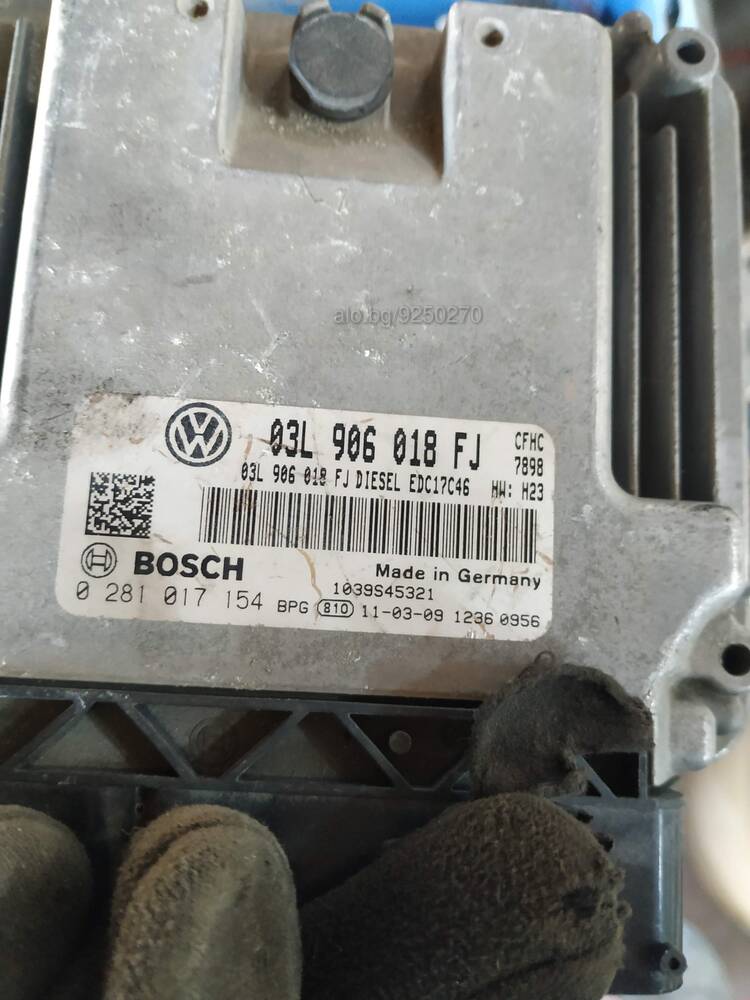 alo.bg/9250270
03L 906 018 FJ CFHC
7898
03L 906 018 FJ DIESEL EDC17C46 HW: H23
BOSCH Made in Germany
1039S45321
0 281 017 154 BPG 810 11-03-09 1236 0956